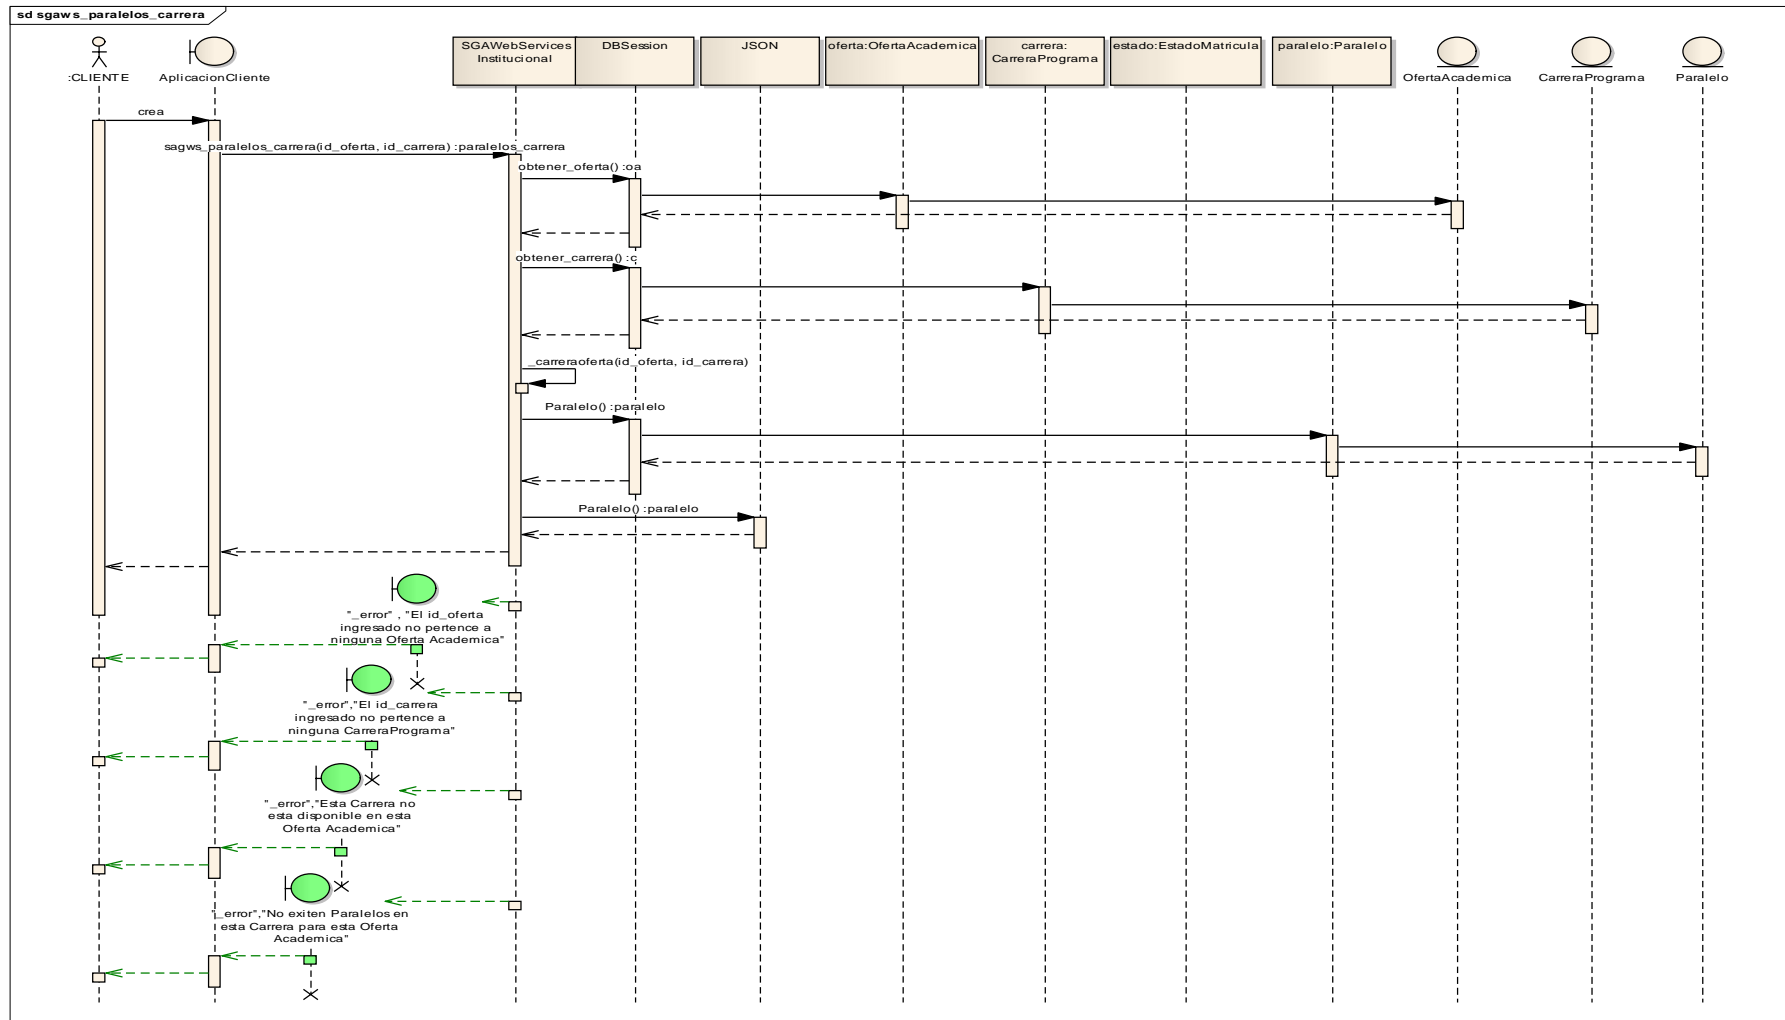 sd sgaws_paralelos_carrera
:CLIENTE
AplicacionCliente
SGAWebServices
Institucional
DBSession
JSON
oferta:OfertaAcademica
carrera:
CarreraPrograma
estado:EstadoMatricula
paralelo:Paralelo
OfertaAcademica
CarreraPrograma
Paralelo
crea
sagws_paralelos_carrera(id_oferta, id_carrera) :paralelos_carrera
obtener_oferta() :oa
obtener_carrera() :c
_carreraoferta(id_oferta, id_carrera)
Paralelo() :paralelo
Paralelo() :paralelo
"_error" , "El id_oferta
ingresado no pertence a
ninguna Oferta Academica"
"_error","El id_carrera
ingresado no pertence a
ninguna CarreraPrograma"
"_error","Esta Carrera no
esta disponible en esta
Oferta Academica"
"_error","No exiten Paralelos en
esta Carrera para esta Oferta
Academica"